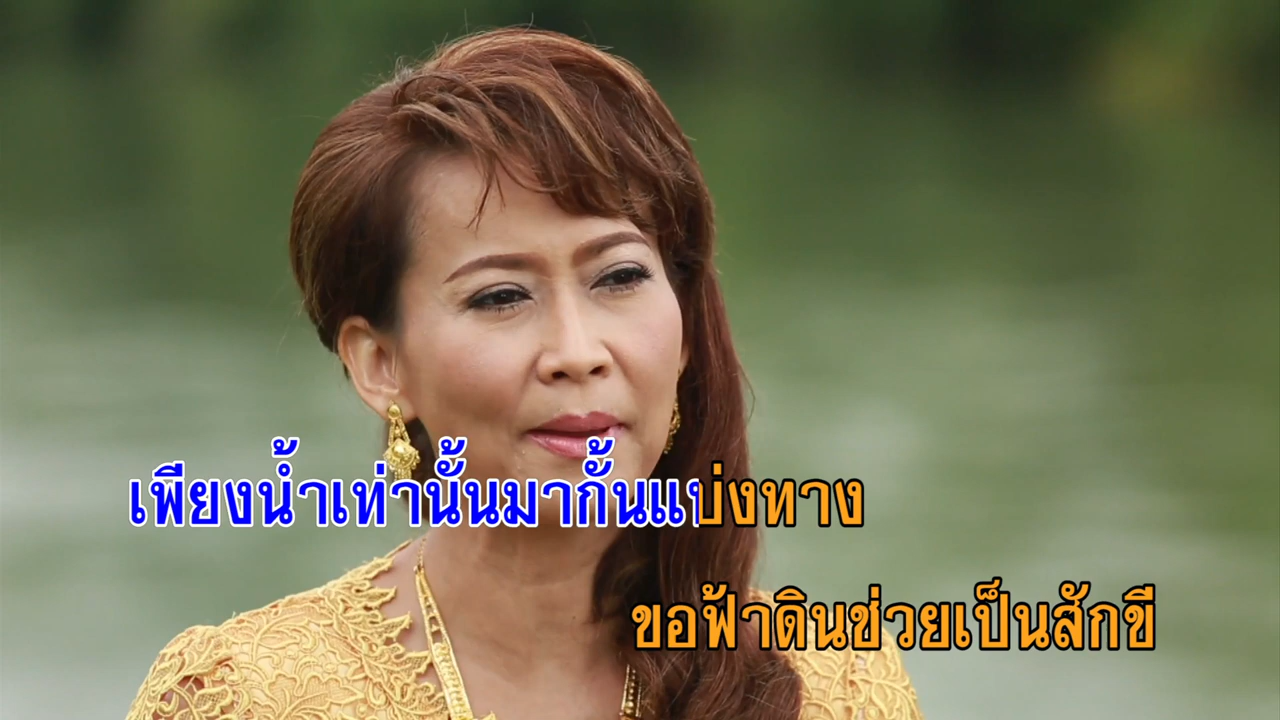 เพียงน้ำเท่านั้นมากั้นแบ่งทาง
ขอฟ้าดินช่วยเป็นสักขี